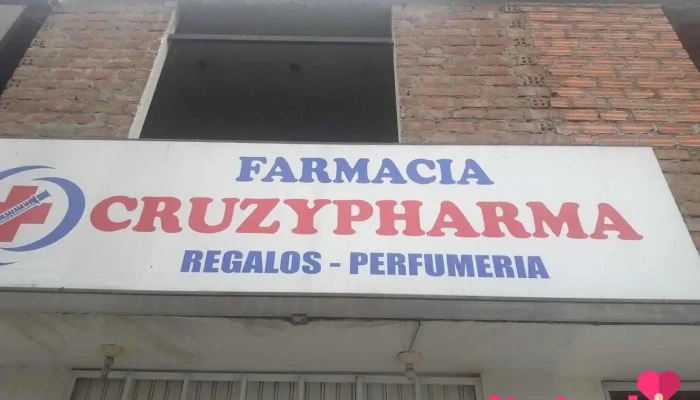 FARMACIA
CRUZYPHARMA
REGALOS - PERFUMERIA